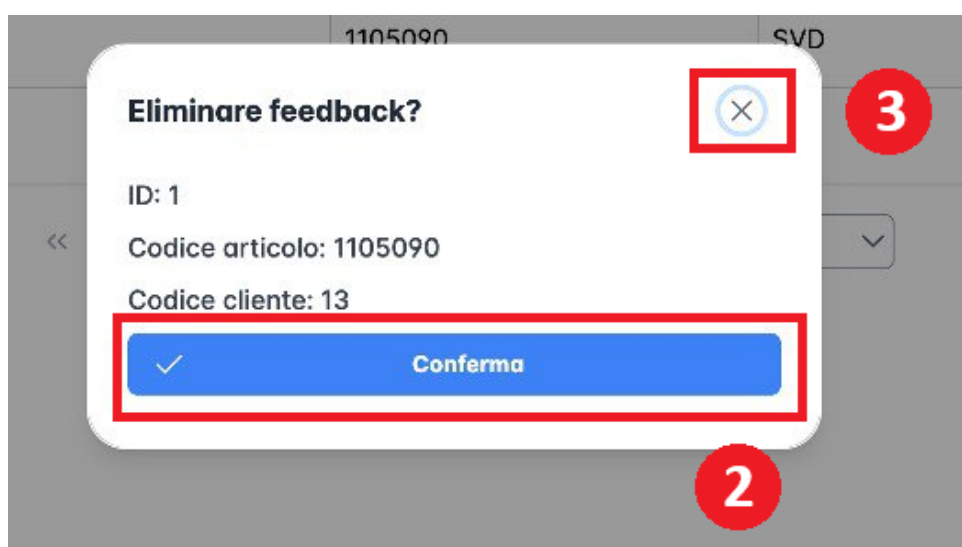 1105090 SVD
Eliminare feedback?
3
ID: 1
«
Codice articolo: 1105090
Codice cliente: 13
Conferma
2